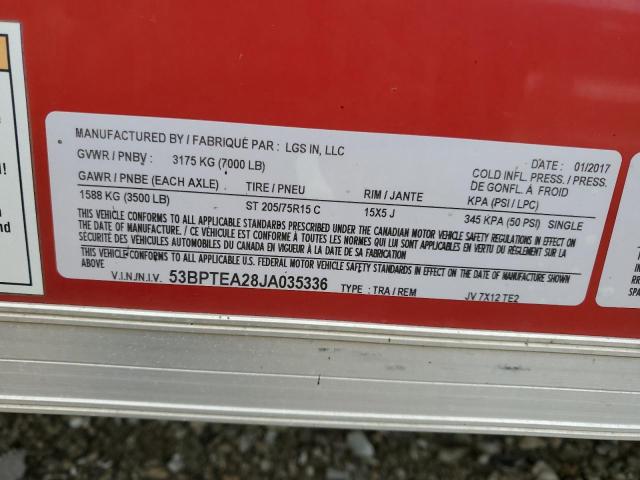 MANUFACTURED BY / FABRIQUÉ PAR : LGS IN, LLC
DATE : 01/2017
GVWR / PNBV : 3175 KG (7000 LB)
COLD INFL. PRESS. / PRESS. DE GONFL. À FROID
GAWR / PNBE (EACH AXLE) TIRE / PNEU RIM / JANTE KPA (PSI / LPC)
1588 KG (3500 LB) ST 205/75R15 C 15X5 J 345 KPA (50 PSI) SINGLE
THIS VEHICLE CONFORMS TO ALL APPLICABLE STANDARDS PRESCRIBED UNDER THE CANADIAN MOTOR VEHICLE SAFETY REGULATIONS IN EFFECT
ON THE DATE OF MANUFACTURE. / CE VÉHICULE EST CONFORME À TOUTES LES NORMES QUI LUI SONT APPLICABLES EN VERTU DU RÈGLEMENT SUR LA
SÉCURITÉ DES VÉHICULES AUTOMOBILES DU CANADA EN VIGUEUR À LA DATE DE SA FABRICATION
THIS VEHICLE CONFORMS TO ALL APPLICABLE U.S. FEDERAL MOTOR VEHICLE SAFETY STANDARDS IN EFFECT ON THE DATE OF MANUFACTURE SHOWN
ABOVE
V.I.N./N.I.V. 53BPTEA28JA035336 TYPE : TRA / REM JV 7X12 TE2